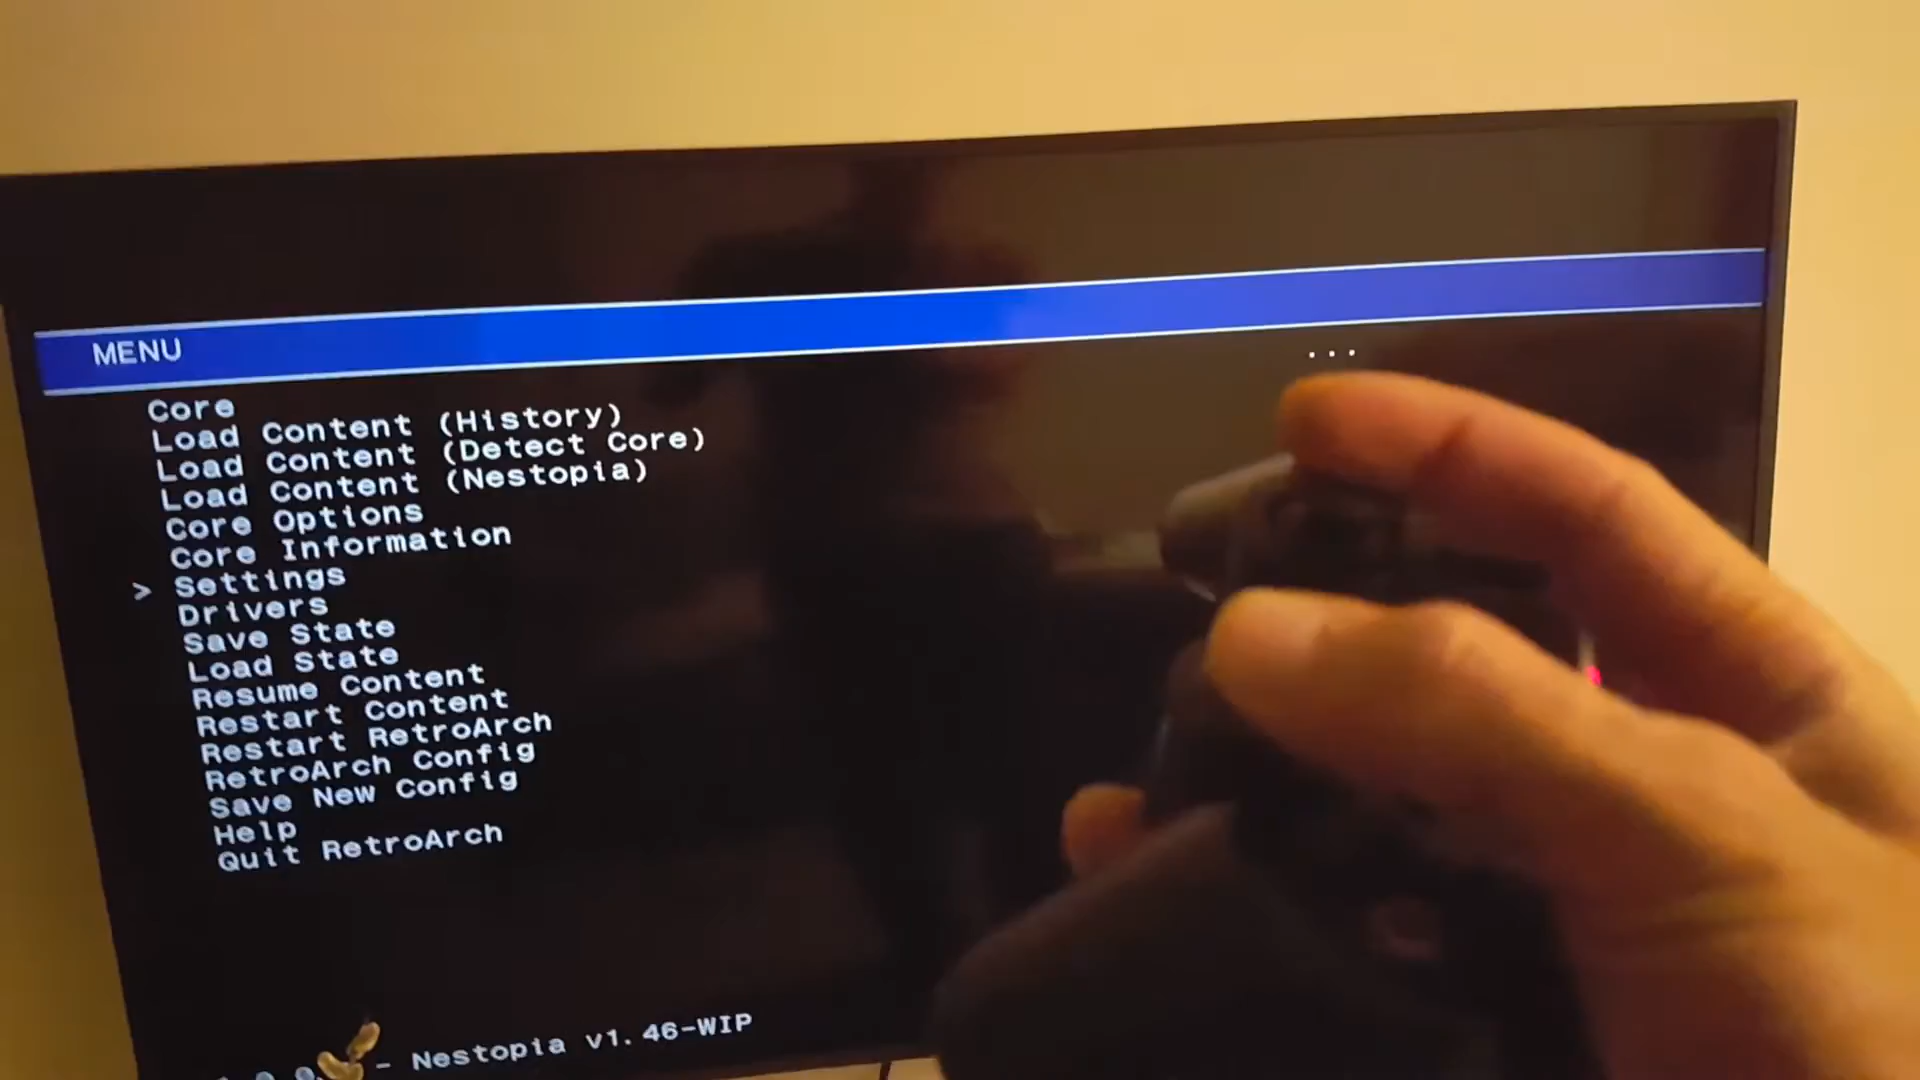 MENU
...
Core
Load Content (History)
Load Content (Detect Core)
Load Content (Nestopia)
Core Options
Core Information
> Settings
Drivers
Save State
Load State
Resume Content
Restart Content
Restart RetroArch
RetroArch Config
Save New Config
Help
Quit RetroArch
- Nestopia v1.46-WIP